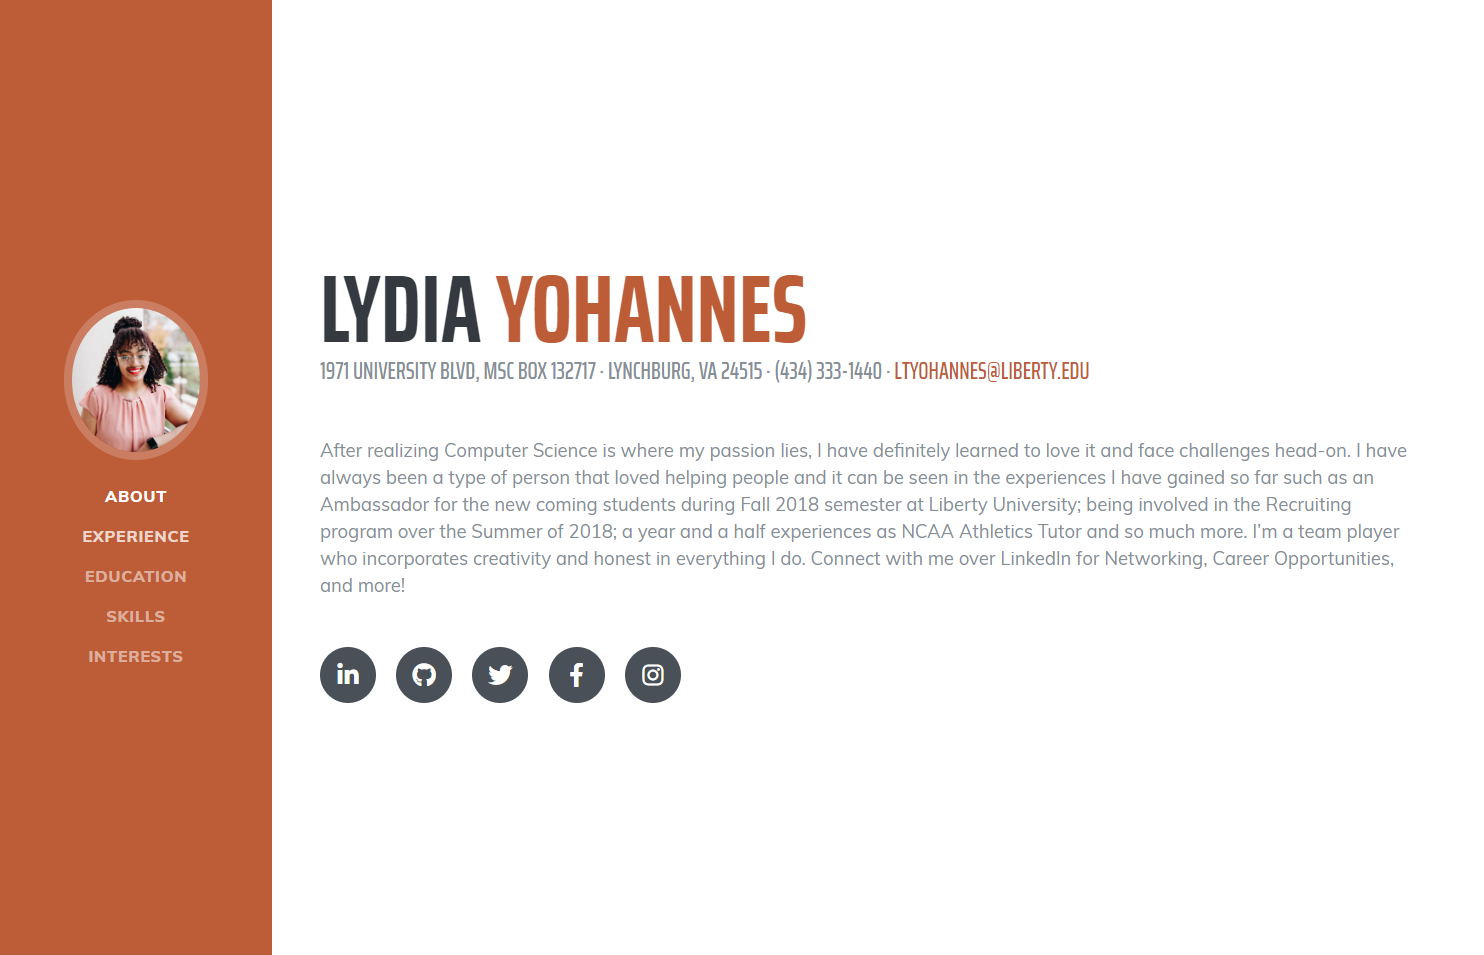 ABOUT
EXPERIENCE
EDUCATION
SKILLS
INTERESTS
LYDIA YOHANNES
1971 UNIVERSITY BLVD, MSC BOX 132717 · LYNCHBURG, VA 24515 · (434) 333-1440 · LTYOHANNES@LIBERTY.EDU
After realizing Computer Science is where my passion lies, I have definitely learned to love it and face challenges head-on. I have
always been a type of person that loved helping people and it can be seen in the experiences I have gained so far such as an
Ambassador for the new coming students during Fall 2018 semester at Liberty University; being involved in the Recruiting
program over the Summer of 2018; a year and a half experiences as NCAA Athletics Tutor and so much more. I'm a team player
who incorporates creativity and honest in everything I do. Connect with me over LinkedIn for Networking, Career Opportunities,
and more!